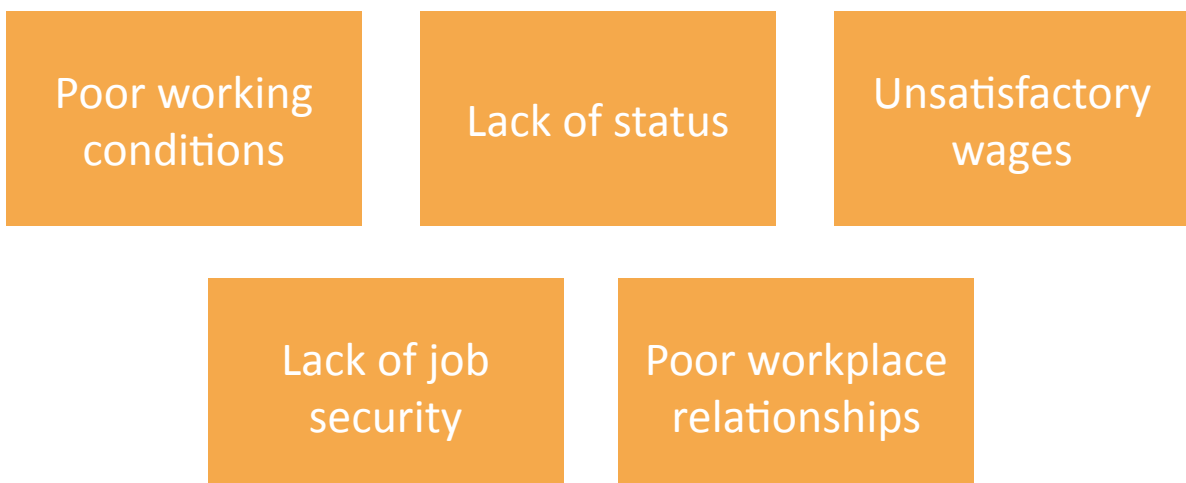 Poor working
conditions
Lack of status
Unsatisfactory
wages
Lack of job
security
Poor workplace
relationships